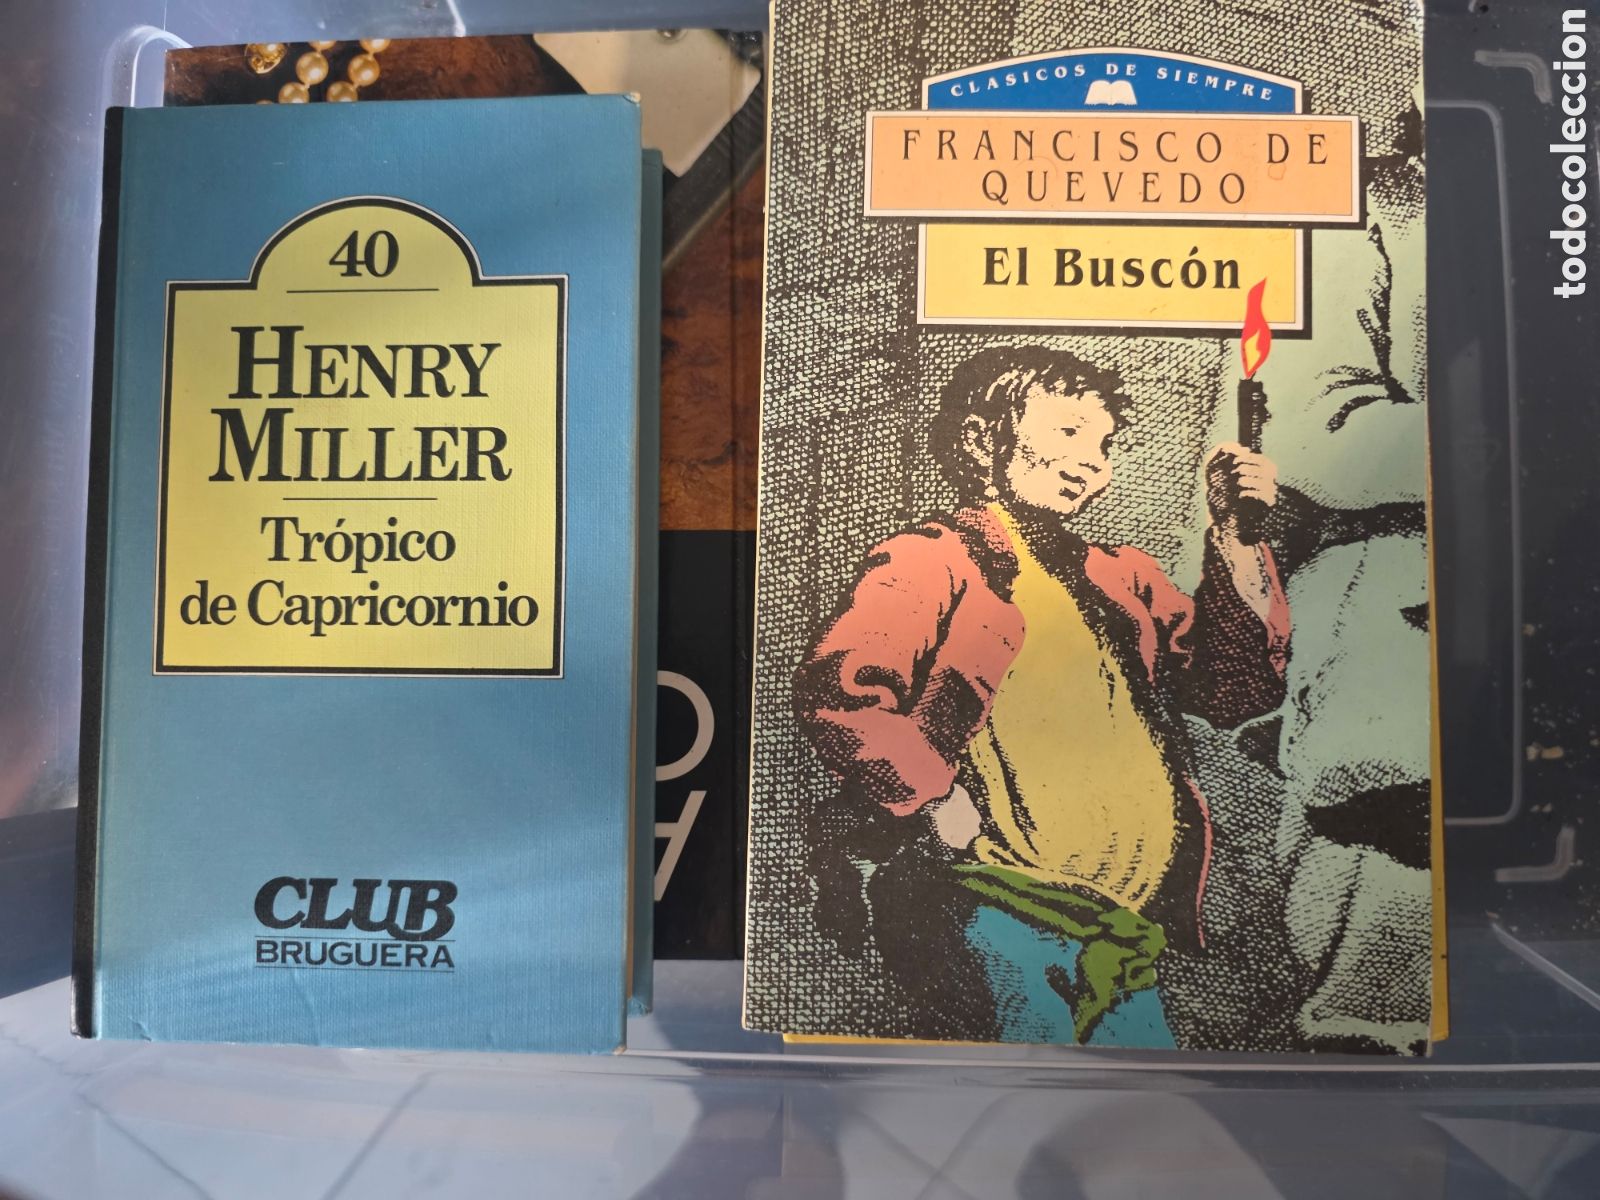 40
HENRY
MILLER
Trópico
de Capricornio
CLUB
BRUGUERA
CLASICOS DE SIEMPRE
FRANCISCO DE
QUEVEDO
El Buscón
todocoleccion